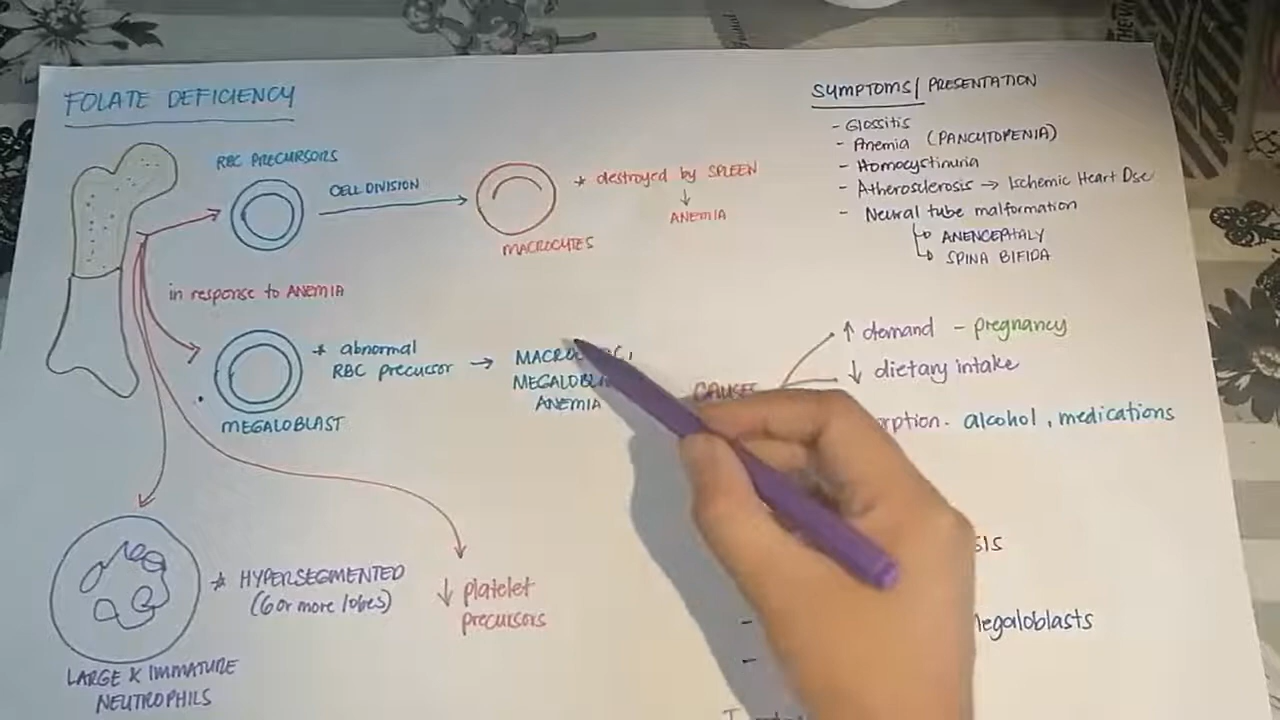 FOLATE DEFICIENCY
RBC PRECURSORS
CELL DIVISION
MACROCYTES
* destroyed by SPLEEN
↓
ANEMIA
in response to ANEMIA
* abnormal
RBC precursor →
MEGALOBLAST
ANEMIA
* HYPERSEGMENTED
(6 or more lobes)
LARGE & IMMATURE
NEUTROPHILS
↓ platelet
precursors
SYMPTOMS/ PRESENTATION
- Glossitis
- Anemia (PANCYTOPENIA)
- Homocystinuria
- Atherosclerosis → Ischemic Heart Dse
- Neural tube malformation
ANENCEPHALY
SPINA BIFIDA
↑ demand - pregnancy
↓ dietary intake
alcohol, medications